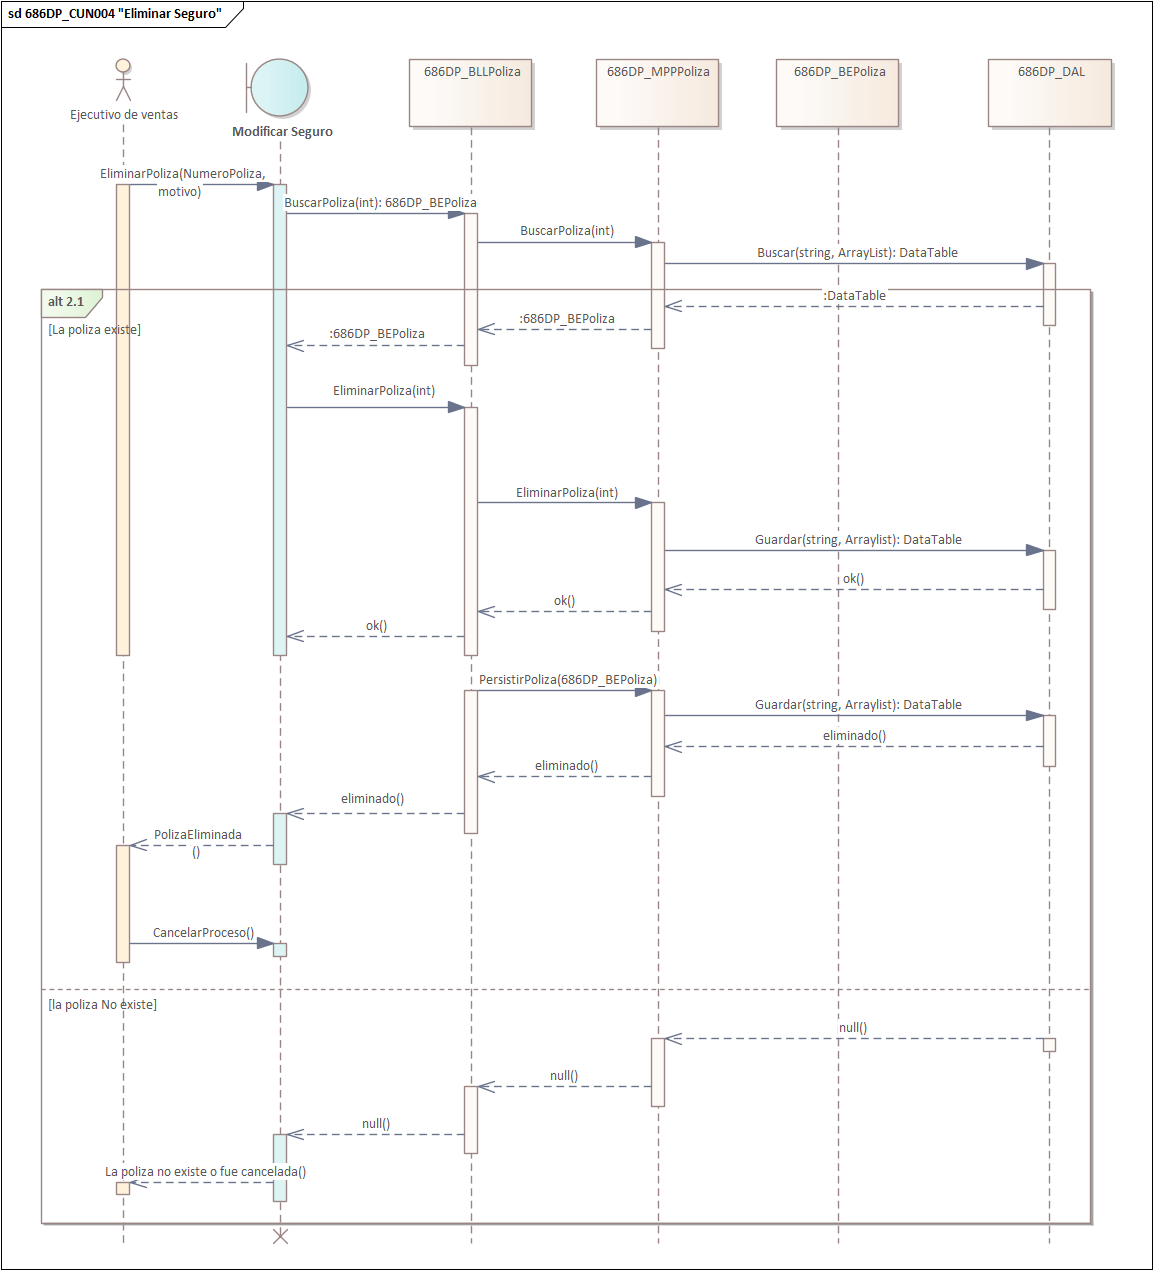 sd 686DP_CUN004 "Eliminar Seguro"
Ejecutivo de ventas
Modificar Seguro
686DP_BLLPoliza
686DP_MPPPoliza
686DP_BEPoliza
686DP_DAL
EliminarPoliza(NumeroPoliza,
motivo)
BuscarPoliza(int): 686DP_BEPoliza
BuscarPoliza(int)
Buscar(string, ArrayList): DataTable
alt 2.1
[La poliza existe]
:DataTable
:686DP_BEPoliza
:686DP_BEPoliza
EliminarPoliza(int)
EliminarPoliza(int)
Guardar(string, Arraylist): DataTable
ok()
ok()
ok()
PersistirPoliza(686DP_BEPoliza)
Guardar(string, Arraylist): DataTable
eliminado()
eliminado()
eliminado()
PolizaEliminada
()
CancelarProceso()
[la poliza No existe]
null()
null()
null()
La poliza no existe o fue cancelada()